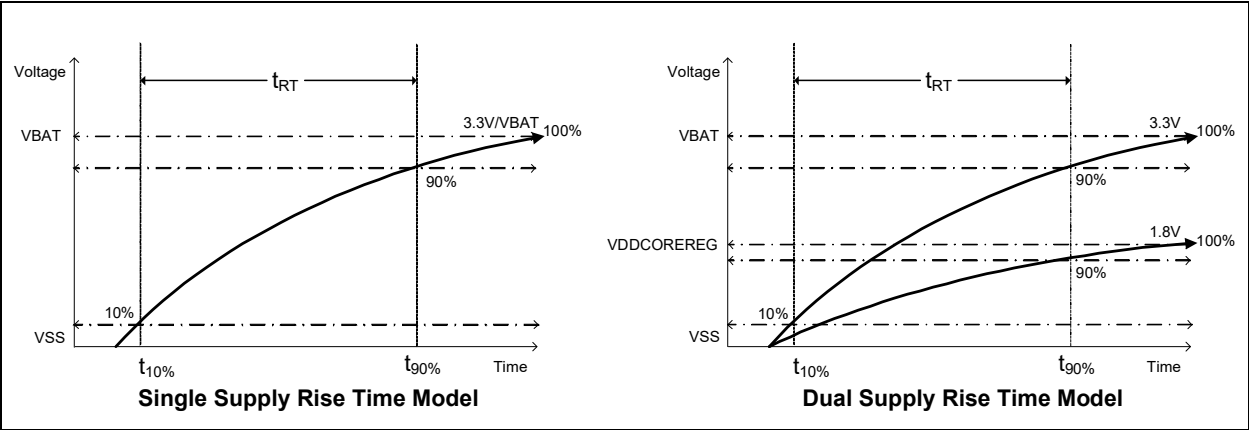 Voltage
tRT
VBAT
3.3V/VBAT
100%
90%
10%
VSS
t10%
t90%
Time
Single Supply Rise Time Model
Voltage
tRT
VBAT
3.3V
100%
90%
VDDCOREREG
1.8V
100%
90%
10%
VSS
t10%
t90%
Time
Dual Supply Rise Time Model